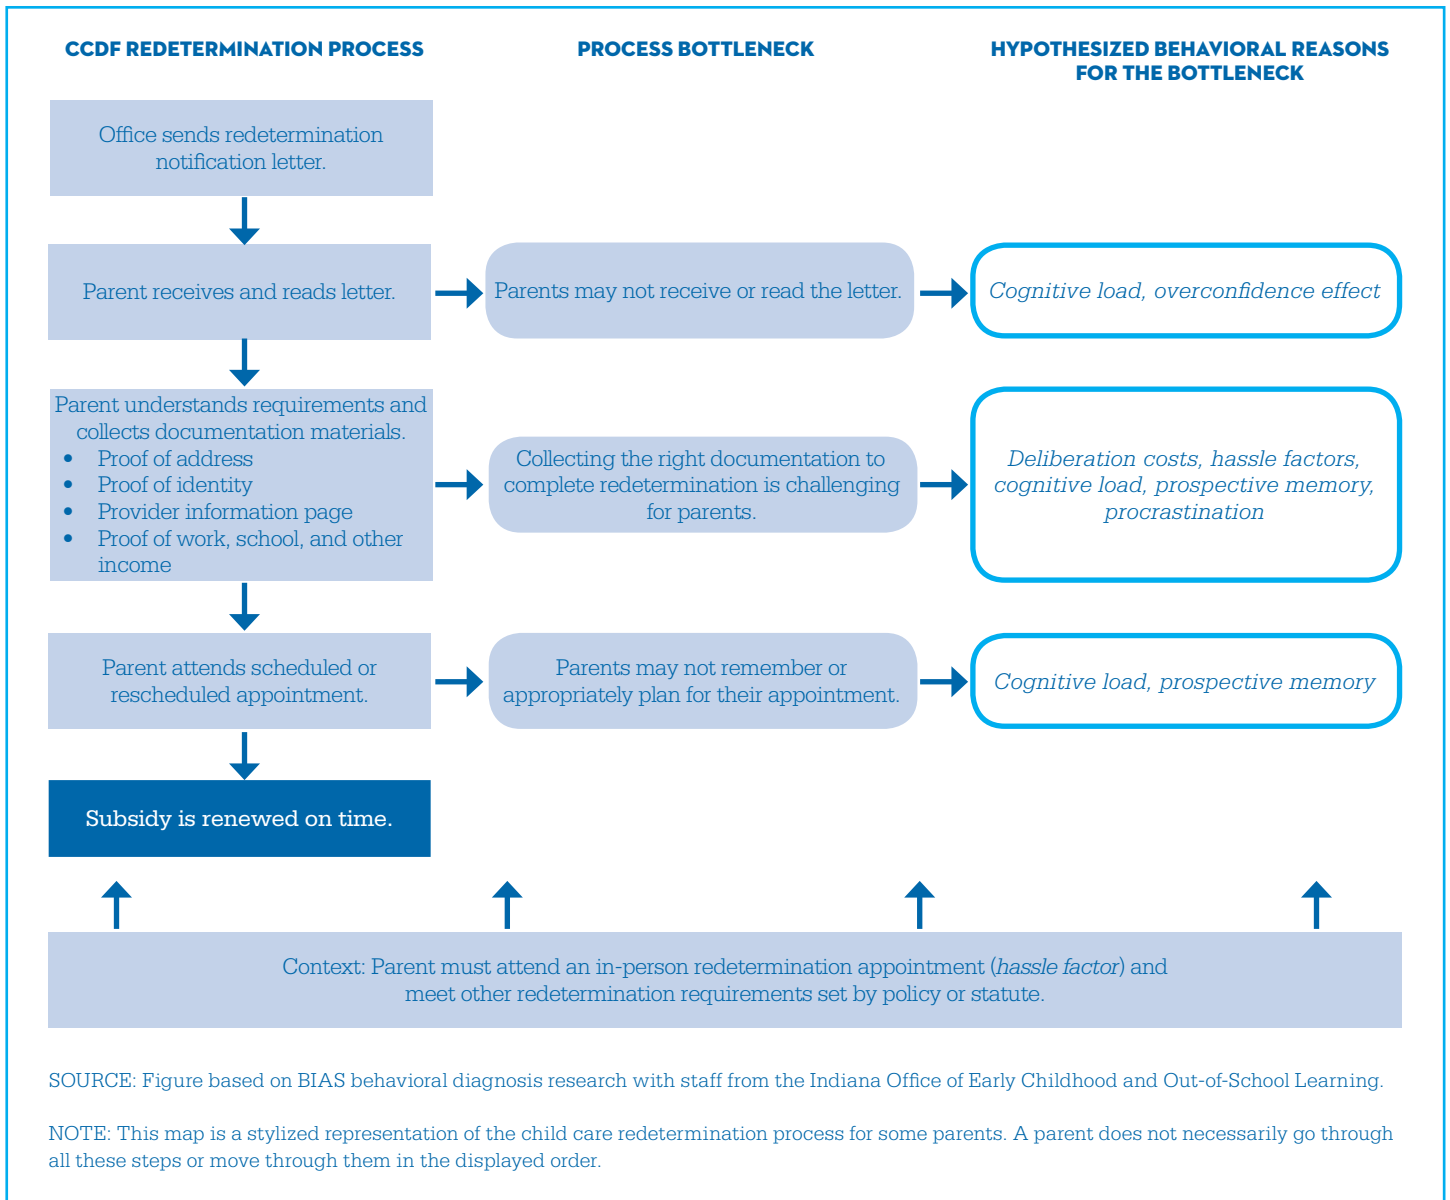 CCDF REDETERMINATION PROCESS
PROCESS BOTTLENECK
HYPOTHESIZED BEHAVIORAL REASONS
FOR THE BOTTLENECK
Office sends redetermination
notification letter.
Parent receives and reads letter.
Parents may not receive or read the letter.
Cognitive load, overconfidence effect
Parent understands requirements and
collects documentation materials.
• Proof of address
• Proof of identity
• Provider information page
• Proof of work, school, and other
income
Collecting the right documentation to
complete redetermination is challenging
for parents.
Deliberation costs, hassle factors,
cognitive load, prospective memory,
procrastination
Parent attends scheduled or
rescheduled appointment.
Parents may not remember or
appropriately plan for their appointment.
Cognitive load, prospective memory
Subsidy is renewed on time.
Context: Parent must attend an in-person redetermination appointment (hassle factor) and
meet other redetermination requirements set by policy or statute.
SOURCE: Figure based on BIAS behavioral diagnosis research with staff from the Indiana Office of Early Childhood and Out-of-School Learning.
NOTE: This map is a stylized representation of the child care redetermination process for some parents. A parent does not necessarily go through
all these steps or move through them in the displayed order.